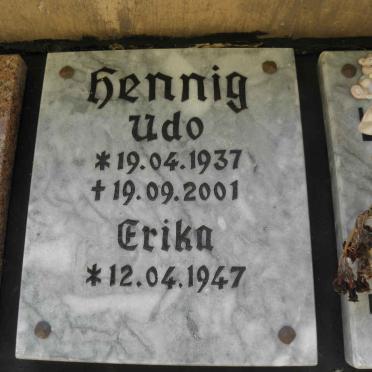 Hennig
Udo
*19.04.1937
†19.09.2001
Erika
*12.04.1947